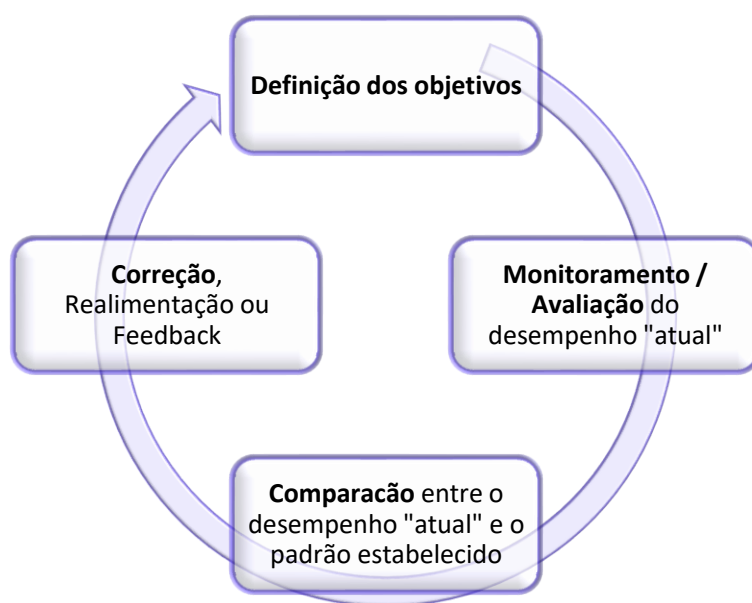 Definição dos objetivos
Monitoramento /
Avaliação do
desempenho "atual"
Comparacão entre o
desempenho "atual" e o
padrão estabelecido
Correção,
Realimentação ou
Feedback